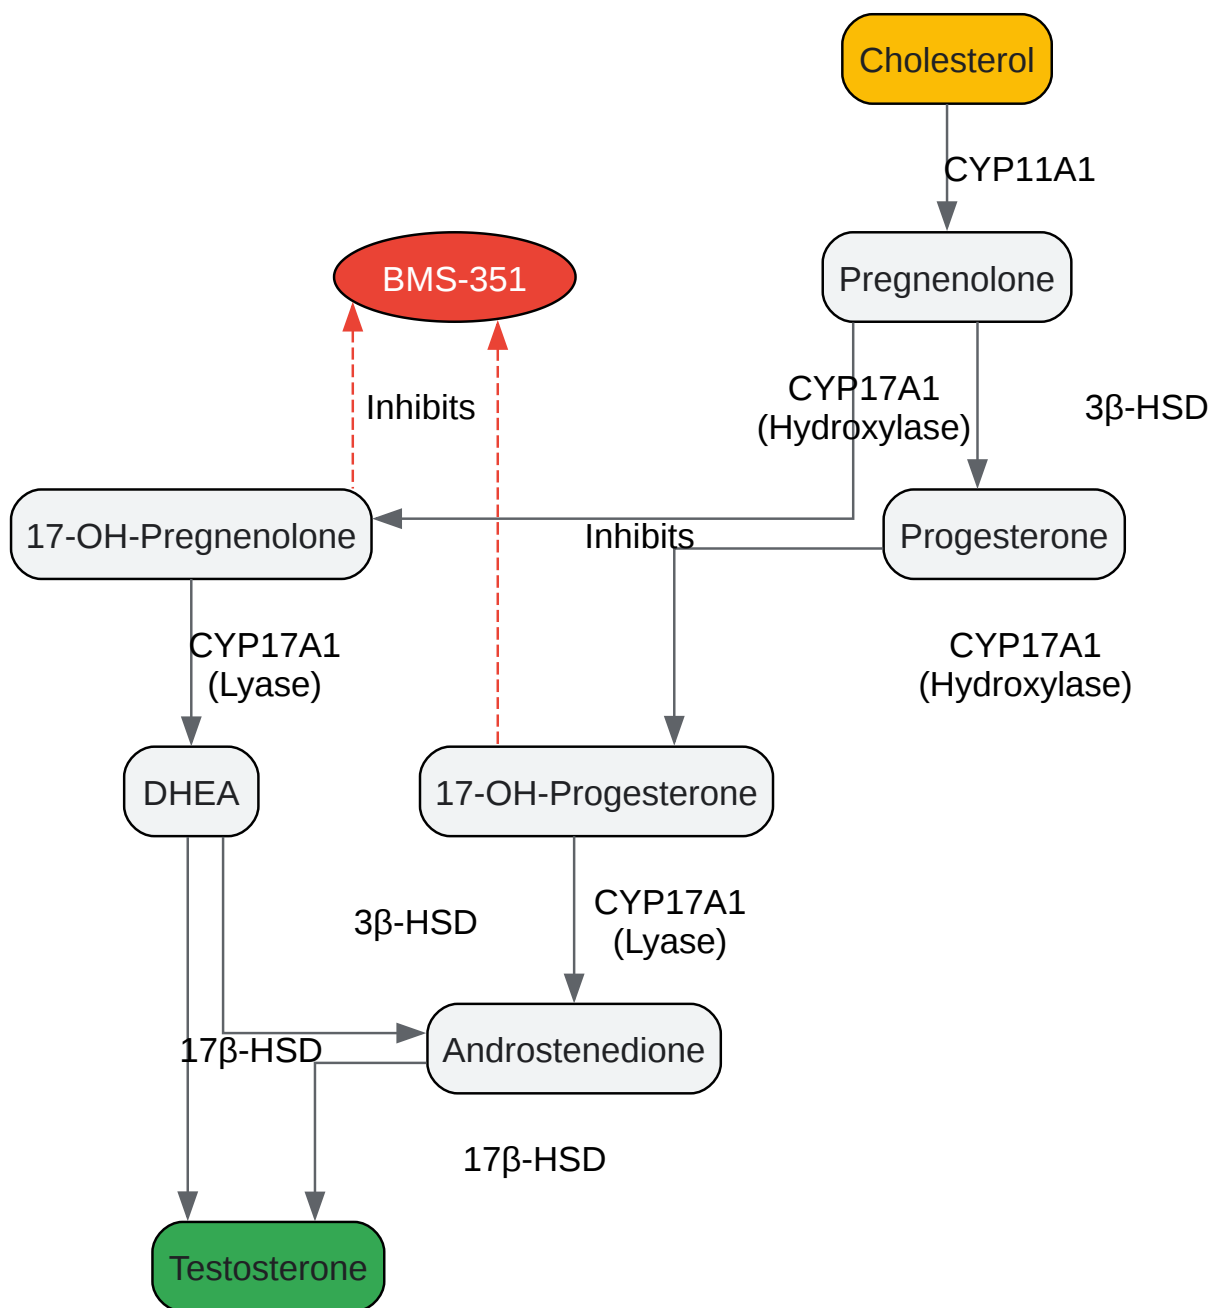 Cholesterol
CYP11A1
BMS-351
Pregnenolone
Inhibits
CYP17A1
(Hydroxylase)
3β-HSD
17-OH-Pregnenolone
Inhibits
Progesterone
CYP17A1
(Lyase)
CYP17A1
(Hydroxylase)
DHEA
17-OH-Progesterone
3β-HSD
CYP17A1
(Lyase)
17β-HSD
Androstenedione
17β-HSD
Testosterone